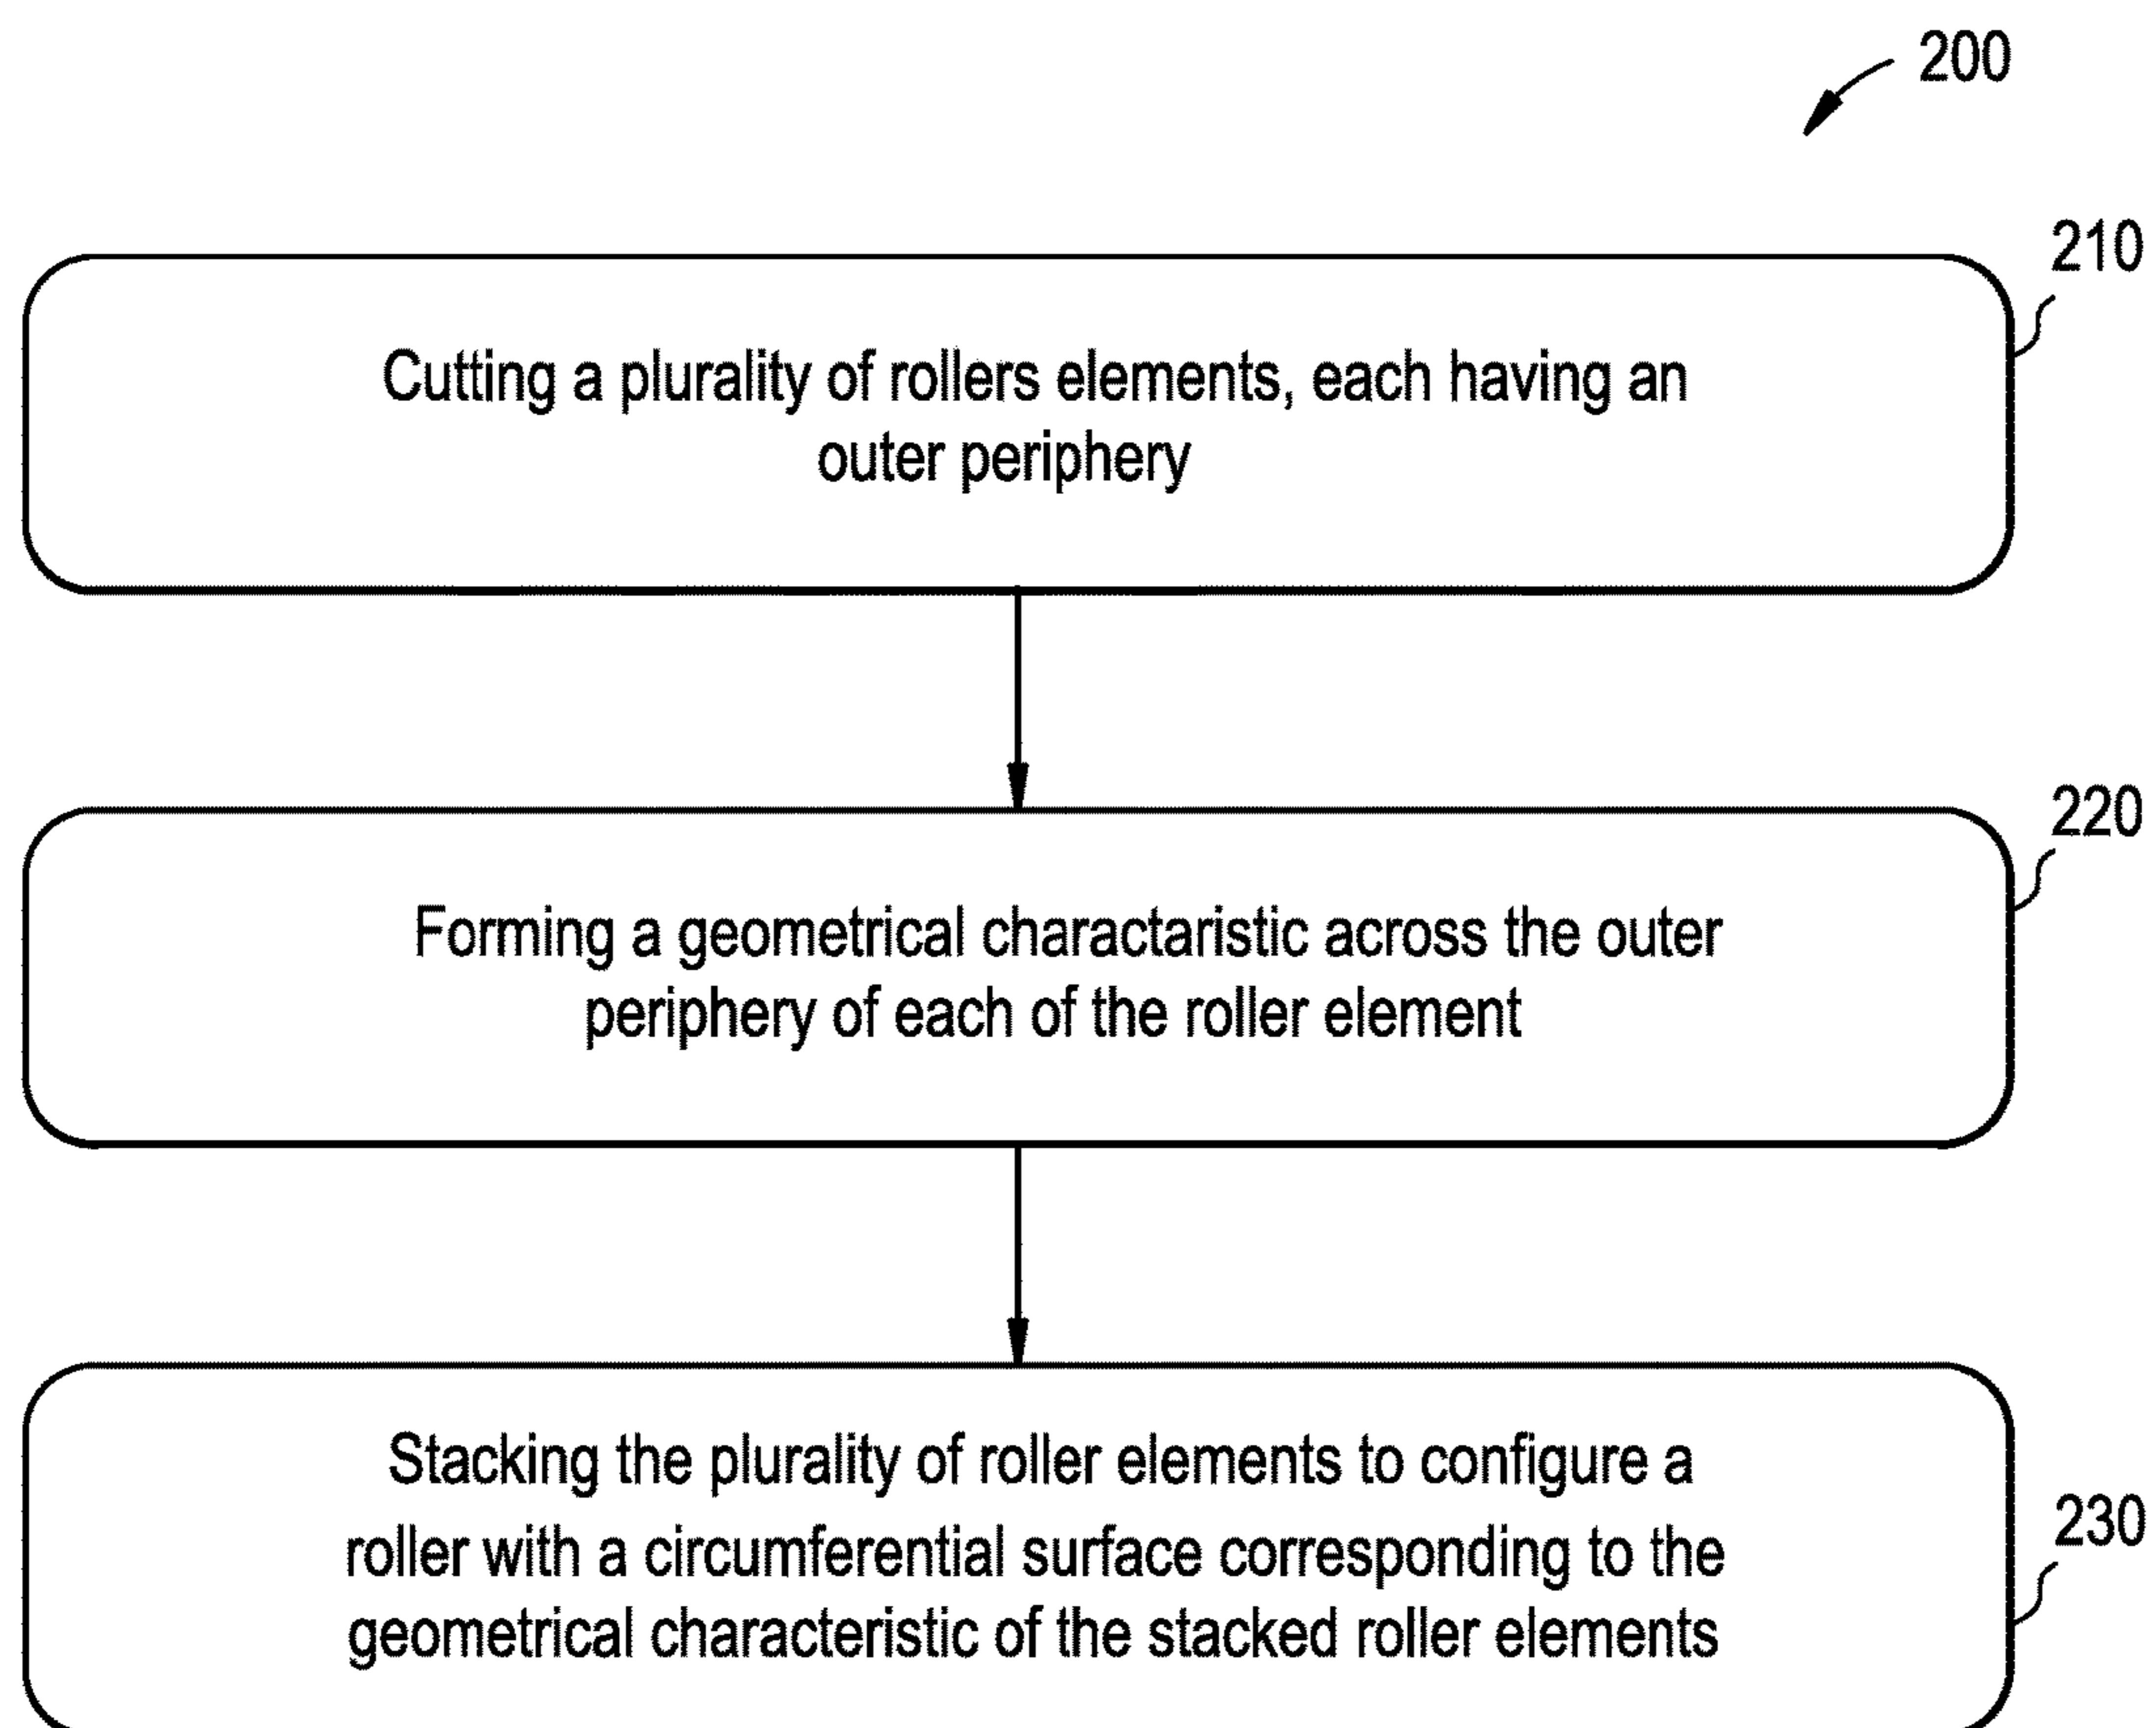 200
210
Cutting a plurality of rollers elements, each having an
outer periphery
220
Forming a geometrical charactaristic across the outer
periphery of each of the roller element
Stacking the plurality of roller elements to configure a
230
roller with a circumferential surface corresponding to the
geometrical characteristic of the stacked roller elements